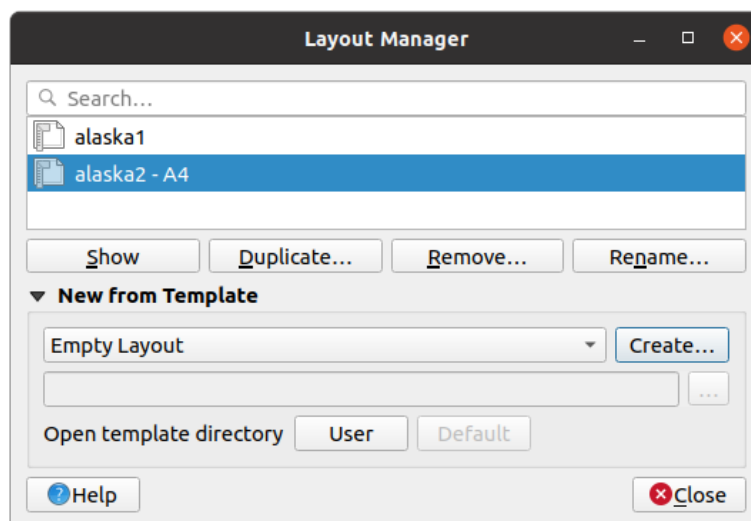 Layout Manager
Search...
alaska1
alaska2 - A4
Show Duplicate... Remove... Rename...
New from Template
Empty Layout Create...
...
Open template directory User Default
Help Close